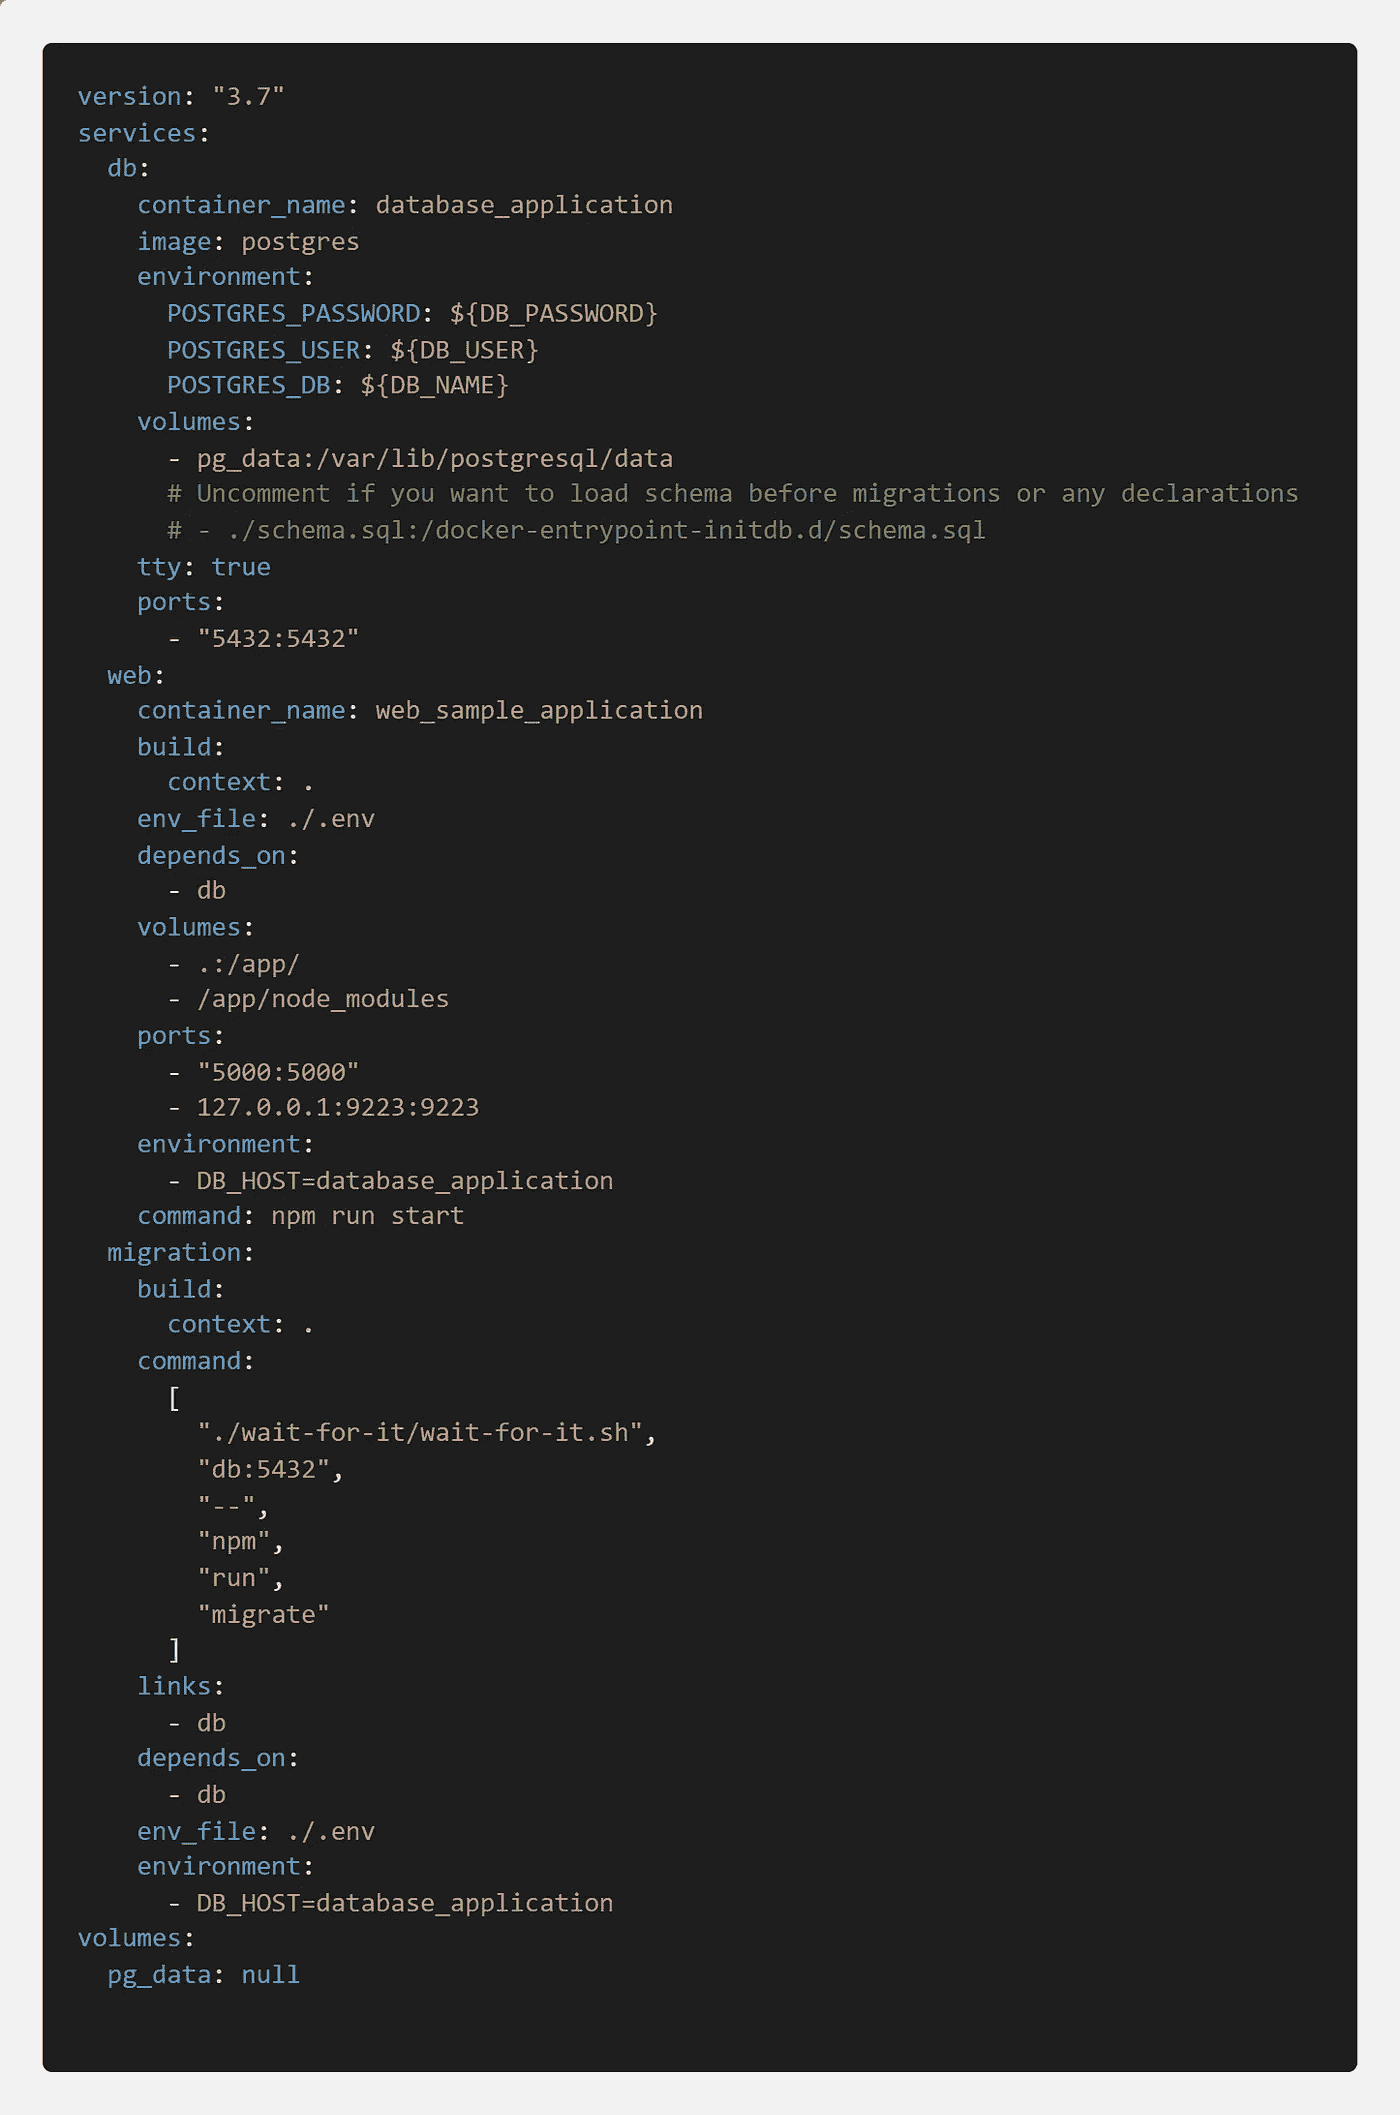 version: "3.7"
services:
  db:
    container_name: database_application
    image: postgres
    environment:
      POSTGRES_PASSWORD: ${DB_PASSWORD}
      POSTGRES_USER: ${DB_USER}
      POSTGRES_DB: ${DB_NAME}
    volumes:
      - pg_data:/var/lib/postgresql/data
      # Uncomment if you want to load schema before migrations or any declarations
      # - ./schema.sql:/docker-entrypoint-initdb.d/schema.sql
    tty: true
    ports:
      - "5432:5432"
  web:
    container_name: web_sample_application
    build:
      context: .
    env_file: ./.env
    depends_on:
      - db
    volumes:
      - .:/app/
      - /app/node_modules
    ports:
      - "5000:5000"
      - 127.0.0.1:9223:9223
    environment:
      - DB_HOST=database_application
    command: npm run start
  migration:
    build:
      context: .
    command:
      [
        "./wait-for-it/wait-for-it.sh",
        "db:5432",
        "--",
        "npm",
        "run",
        "migrate"
      ]
    links:
      - db
    depends_on:
      - db
    env_file: ./.env
    environment:
      - DB_HOST=database_application
volumes:
  pg_data: null